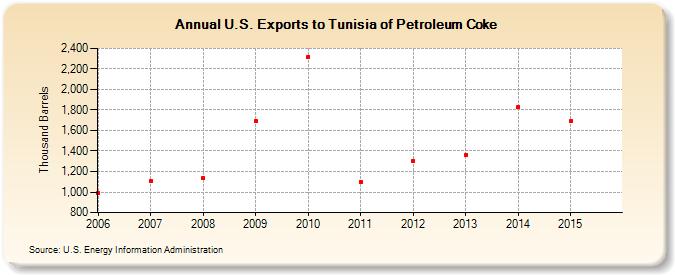 Annual U.S. Exports to Tunisia of Petroleum Coke
Thousand Barrels
2,400
2,200
2,000
1,800
1,600
1,400
1,200
1,000
800
2006 2007 2008 2009 2010 2011 2012 2013 2014 2015
Source: U.S. Energy Information Administration